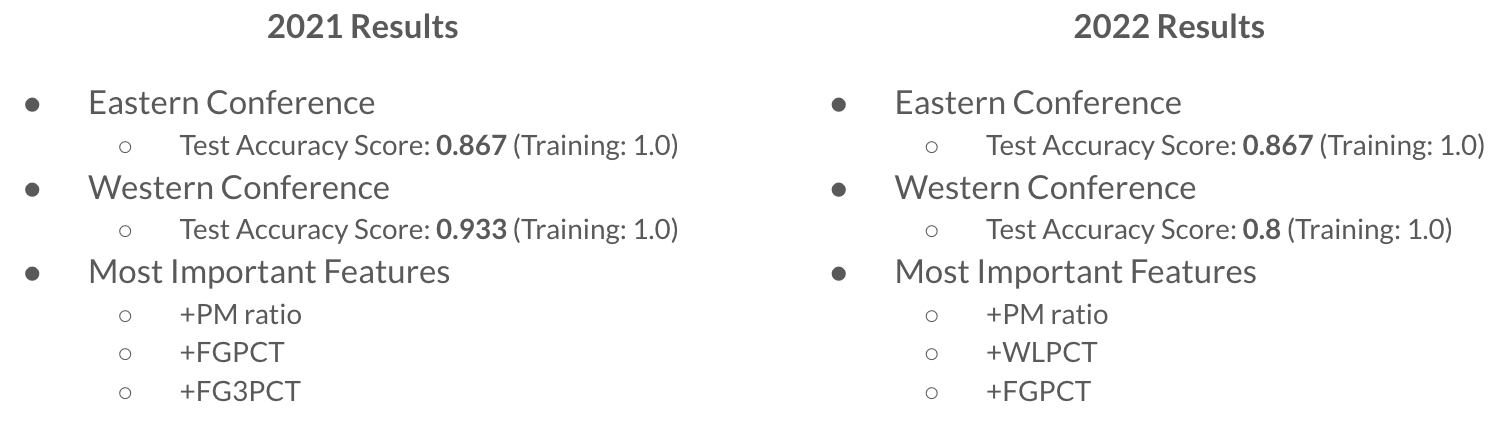 2021 Results
● Eastern Conference
○ Test Accuracy Score: 0.867 (Training: 1.0)
● Western Conference
○ Test Accuracy Score: 0.933 (Training: 1.0)
● Most Important Features
○ +PM ratio
○ +FGPCT
○ +FG3PCT
2022 Results
● Eastern Conference
○ Test Accuracy Score: 0.867 (Training: 1.0)
● Western Conference
○ Test Accuracy Score: 0.8 (Training: 1.0)
● Most Important Features
○ +PM ratio
○ +WLPCT
○ +FGPCT